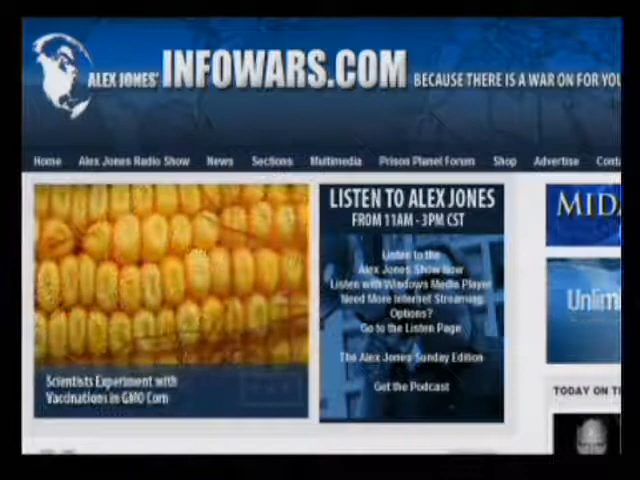 ALEX JONES' INFOWARS.COM BECAUSE THERE IS A WAR ON FOR YOU
Home Alex Jones Radio Show News Sections Multimedia Prison Planet Forum Shop Advertise Cont
LISTEN TO ALEX JONES
FROM 11AM - 3PM CST
Listen to the
Alex Jones Show Now
Listen with Windows Media Player
Need More Internet Streaming
Options?
Go to the Listen Page
The Alex Jones Sunday Edition
Get the Podcast
Scientists Experiment with
Vaccinations in GMO Corn
MIDA
Unlim
TODAY ON T